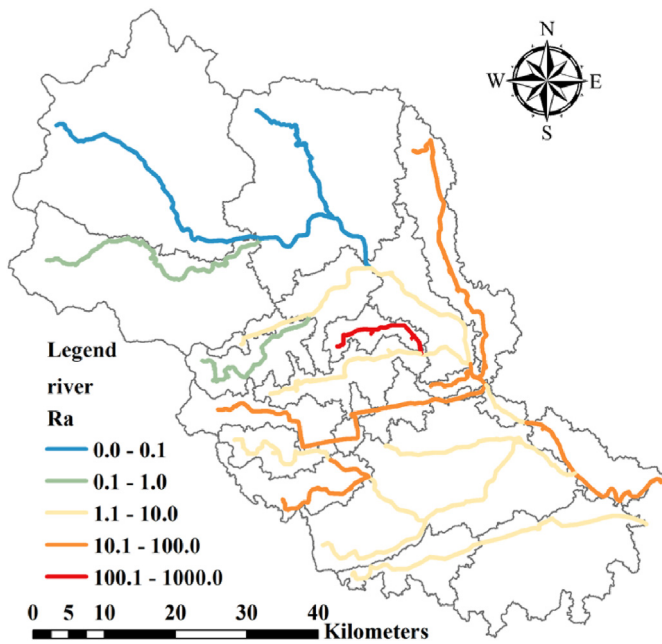 N
W E
S
Legend
river
Ra
0.0 - 0.1
0.1 - 1.0
1.1 - 10.0
10.1 - 100.0
100.1 - 1000.0
0 5 10 20 30 40
Kilometers